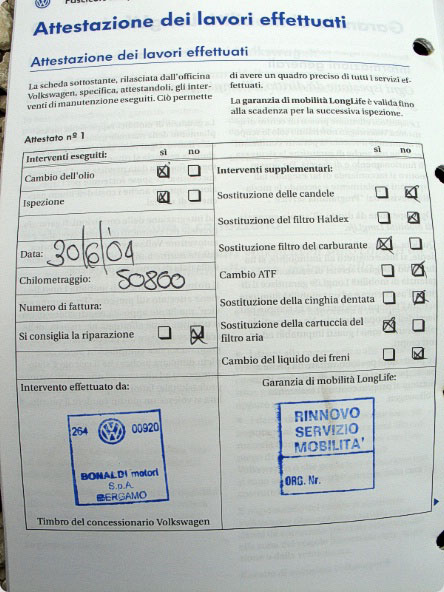 Attestazione dei lavori effettuati
Attestazione dei lavori effettuati
La scheda sottostante, rilasciata dall'officina
Volkswagen, specifica, attestandoli, gli inter-
venti di manutenzione eseguiti. Ciò permette
di avere un quadro preciso di tutti i servizi ef-
fettuati.
La garanzia di mobilità LongLife è valida fino
alla scadenza per la successiva ispezione.
Attestato nº 1
Interventi eseguiti: sì no
Cambio dell'olio
Ispezione
Data: 30/6/04
Chilometraggio: 50860
Numero di fattura:
Si consiglia la riparazione
sì no
Interventi supplementari:
Sostituzione delle candele
Sostituzione del filtro Haldex
Sostituzione filtro del carburante
Cambio ATF
Sostituzione della cinghia dentata
Sostituzione della cartuccia del
filtro aria
Cambio del liquido dei freni
Intervento effettuato da:
264 00920
BONALDI motori
S.p.A.
BERGAMO
Timbro del concessionario Volkswagen
Garanzia di mobilità LongLife:
RINNOVO
SERVIZIO
MOBILITA'
ORG. Nr.